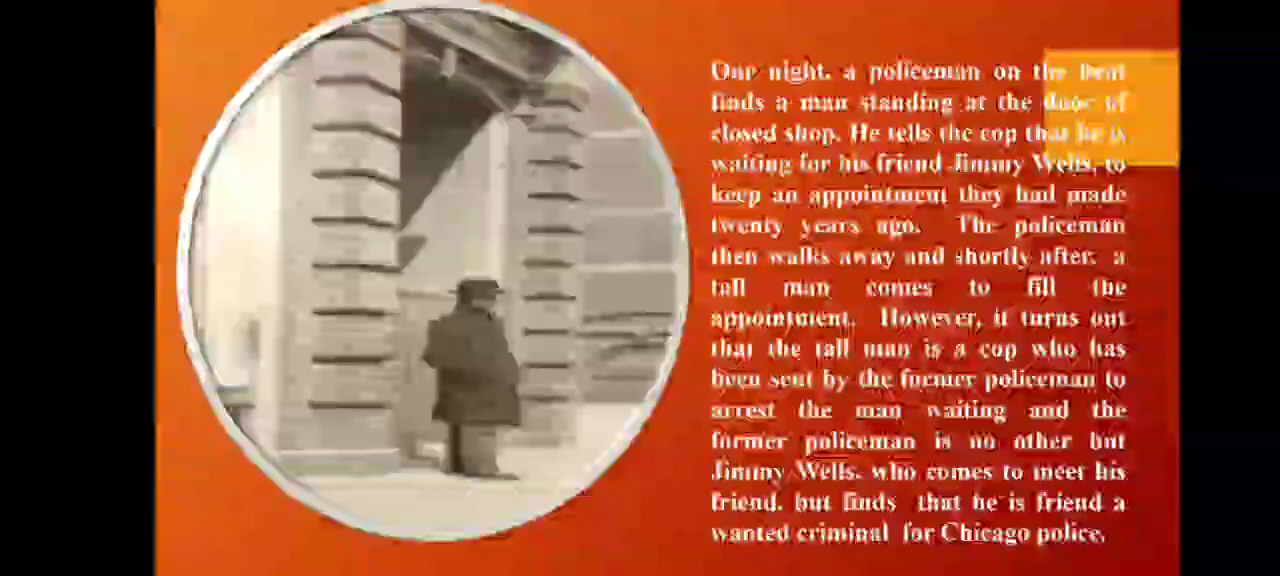 One night, a policeman on the beat
finds a man standing at the door of
closed shop. He tells the cop that he is
waiting for his friend Jimmy Wells, to
keep an appointment they had made
twenty years ago. The policeman
then walks away and shortly after, a
tall man comes to fill the
appointment. However, it turns out
that the tall man is a cop who has
been sent by the former policeman to
arrest the man waiting and the
former policeman is no other but
Jimmy Wells, who comes to meet his
friend, but finds that he is friend a
wanted criminal for Chicago police.